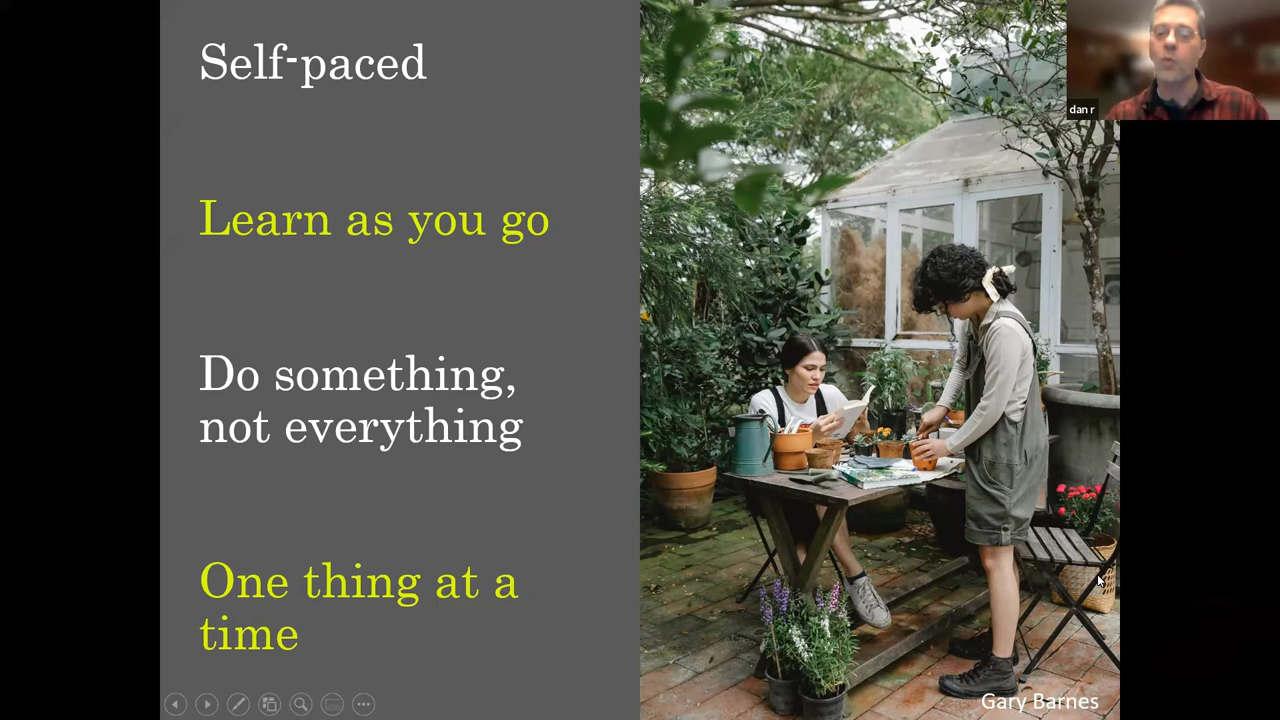 Self-paced
Learn as you go
Do something,
not everything
One thing at a
time
dan r
Gary Barnes